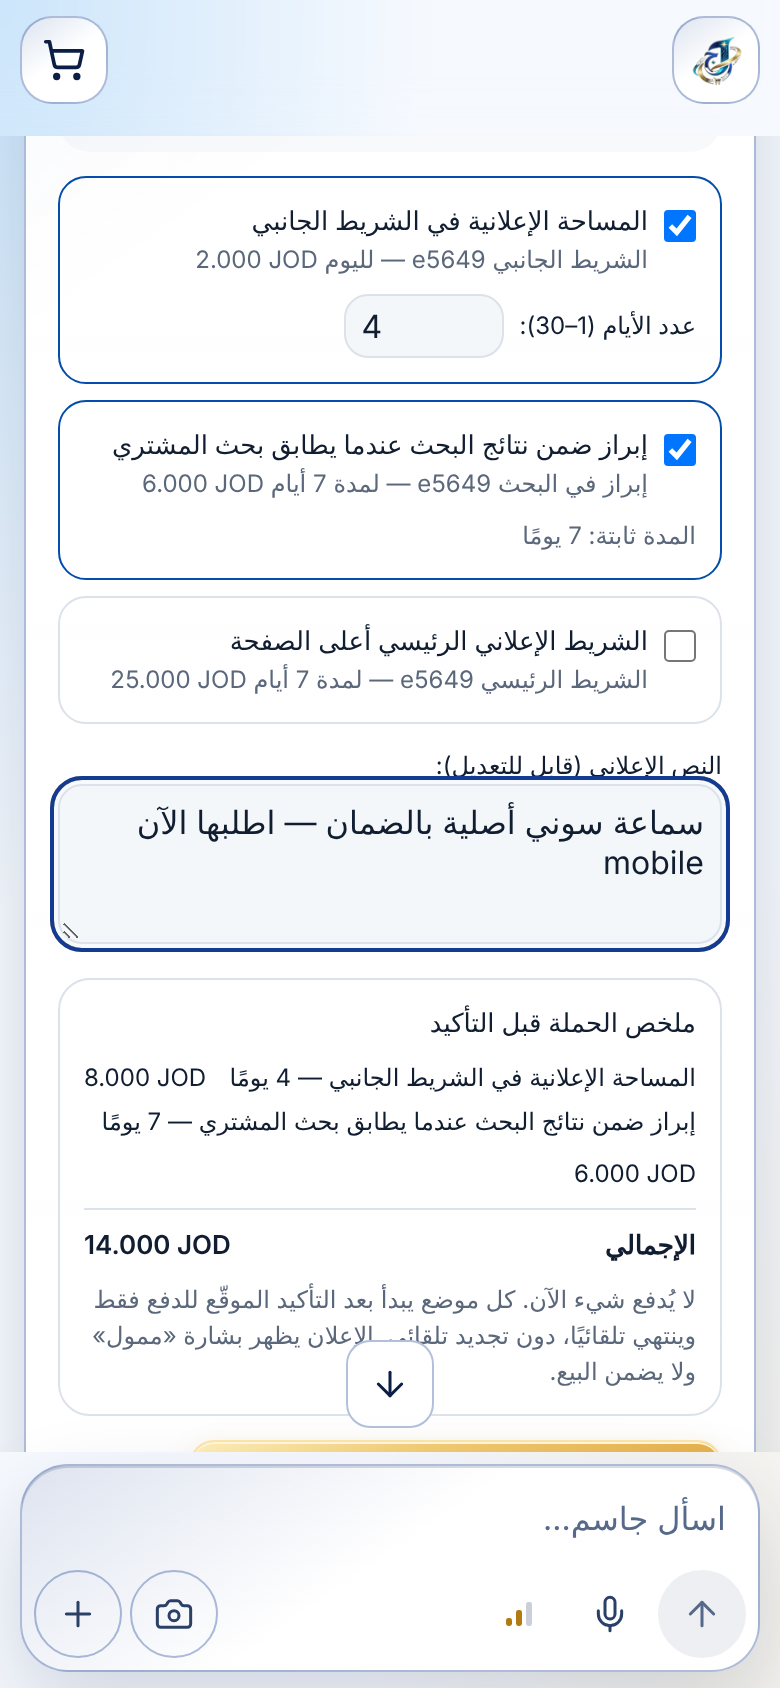 المساحة الإعلانية في الشريط الجانبي
الشريط الجانبي e5649 — لليوم 2.000 JOD
عدد الأيام (1–30):
4
إبراز ضمن نتائج البحث عندما يطابق بحث المشتري
إبراز في البحث e5649 — لمدة 7 أيام 6.000 JOD
المدة ثابتة: 7 يومًا
الشريط الإعلاني الرئيسي أعلى الصفحة
الشريط الرئيسي e5649 — لمدة 7 أيام 25.000 JOD
النص الإعلاني (قابل للتعديل):
سماعة سوني أصلية بالضمان — اطلبها الآن
mobile
ملخص الحملة قبل التأكيد
المساحة الإعلانية في الشريط الجانبي — 4 يومًا 8.000 JOD
إبراز ضمن نتائج البحث عندما يطابق بحث المشتري — 7 يومًا
6.000 JOD
الإجمالي 14.000 JOD
لا يُدفع شيء الآن. كل موضع يبدأ بعد التأكيد الموقّع للدفع فقط
وينتهي تلقائيًا، دون تجديد تلقائي. الإعلان يظهر بشارة «ممول»
ولا يضمن البيع.
اسأل جاسم...